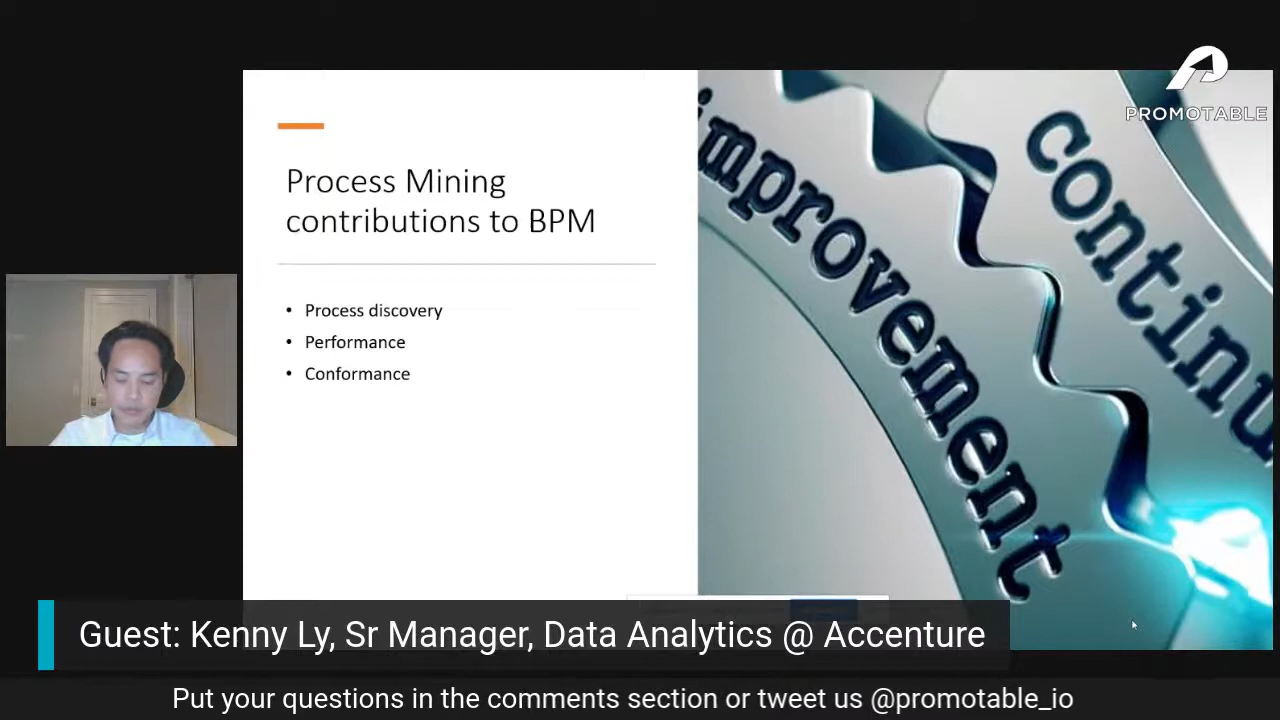 PROMOTABLE
Process Mining
contributions to BPM
• Process discovery
• Performance
• Conformance
improvement
continu
Guest: Kenny Ly, Sr Manager, Data Analytics @ Accenture
Put your questions in the comments section or tweet us @promotable_io